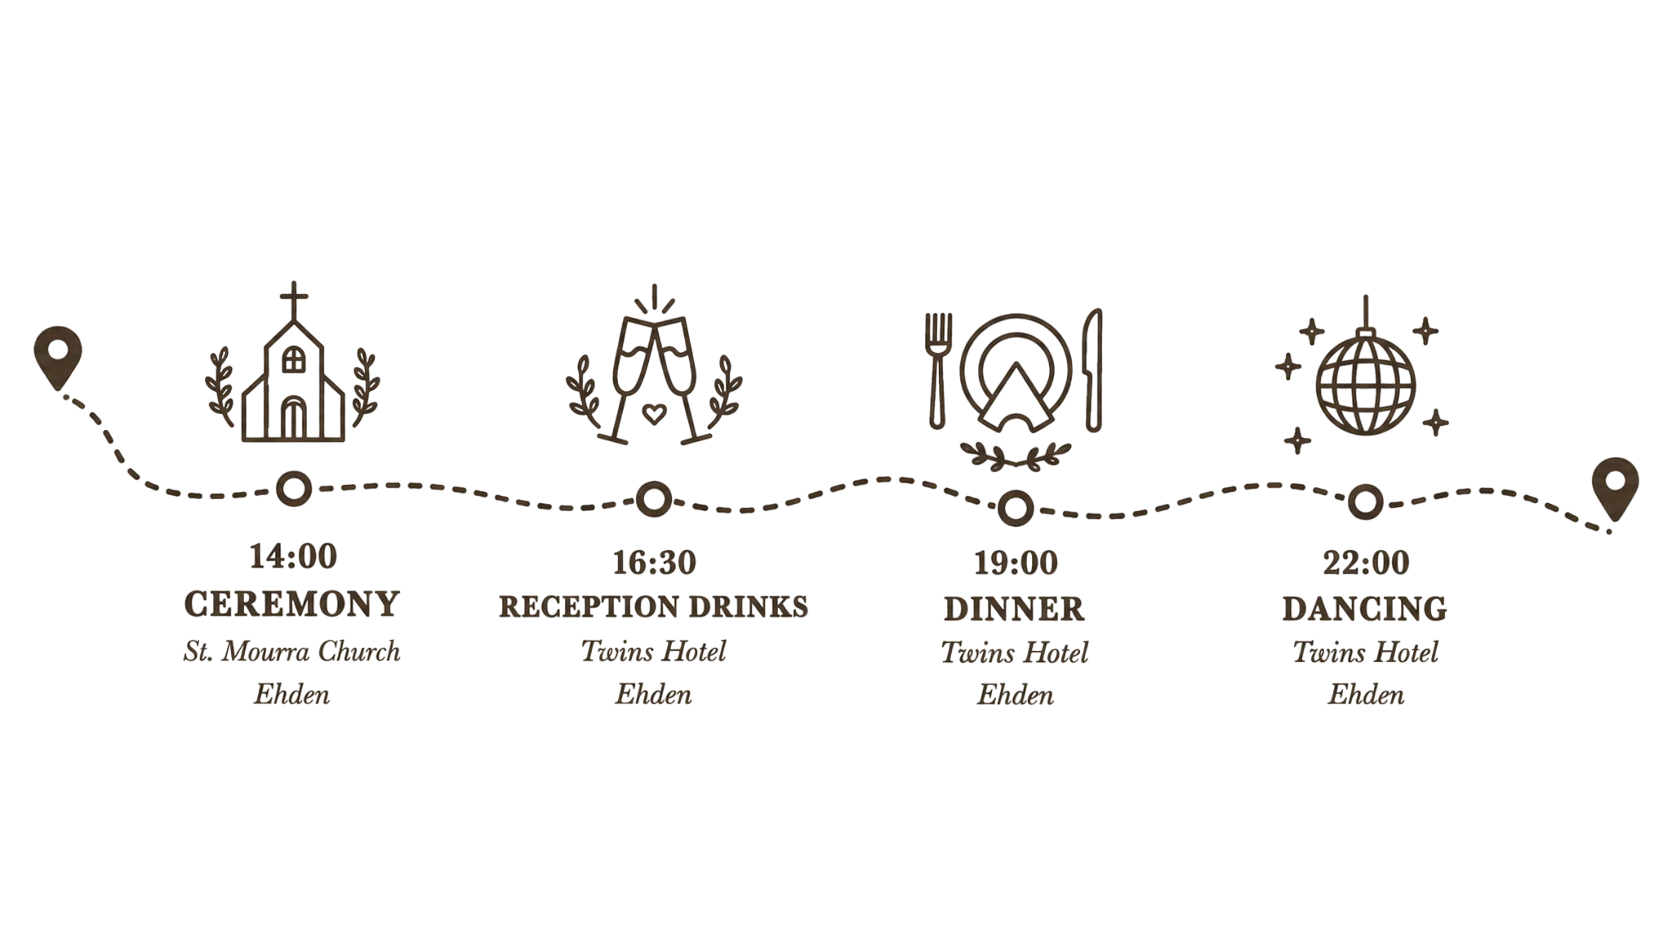 14:00
CEREMONY
St. Mourra Church
Ehden
16:30
RECEPTION DRINKS
Twins Hotel
Ehden
19:00
DINNER
Twins Hotel
Ehden
22:00
DANCING
Twins Hotel
Ehden